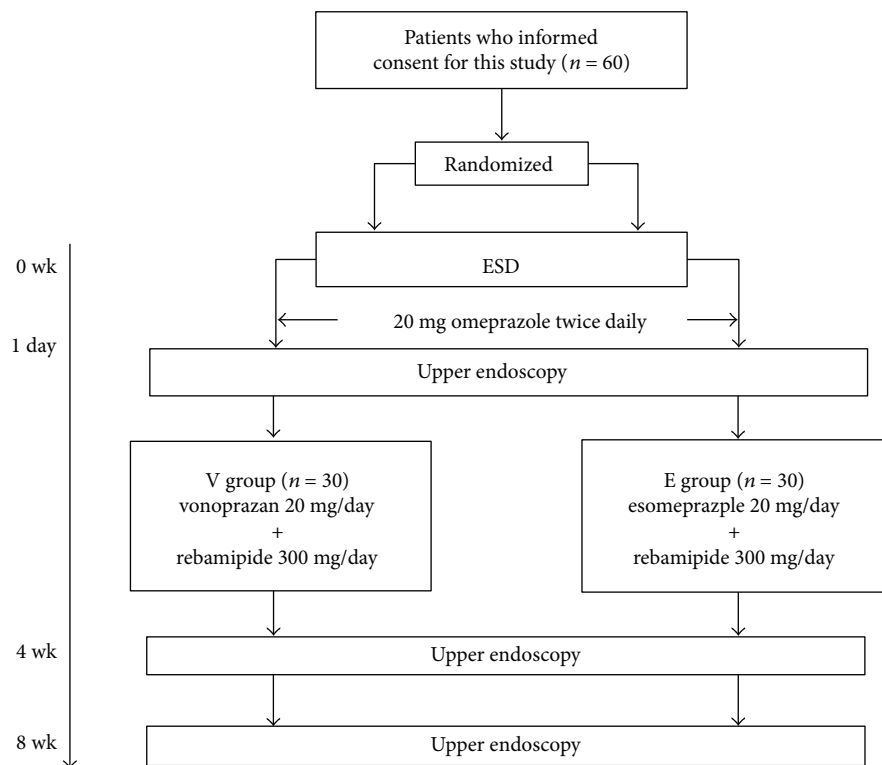 Patients who informed
consent for this study (n = 60)
Randomized
0 wk
ESD
20 mg omeprazole twice daily
1 day
Upper endoscopy
V group (n = 30)
vonoprazan 20 mg/day
+
rebamipide 300 mg/day
E group (n = 30)
esomeprazple 20 mg/day
+
rebamipide 300 mg/day
4 wk
Upper endoscopy
8 wk
Upper endoscopy